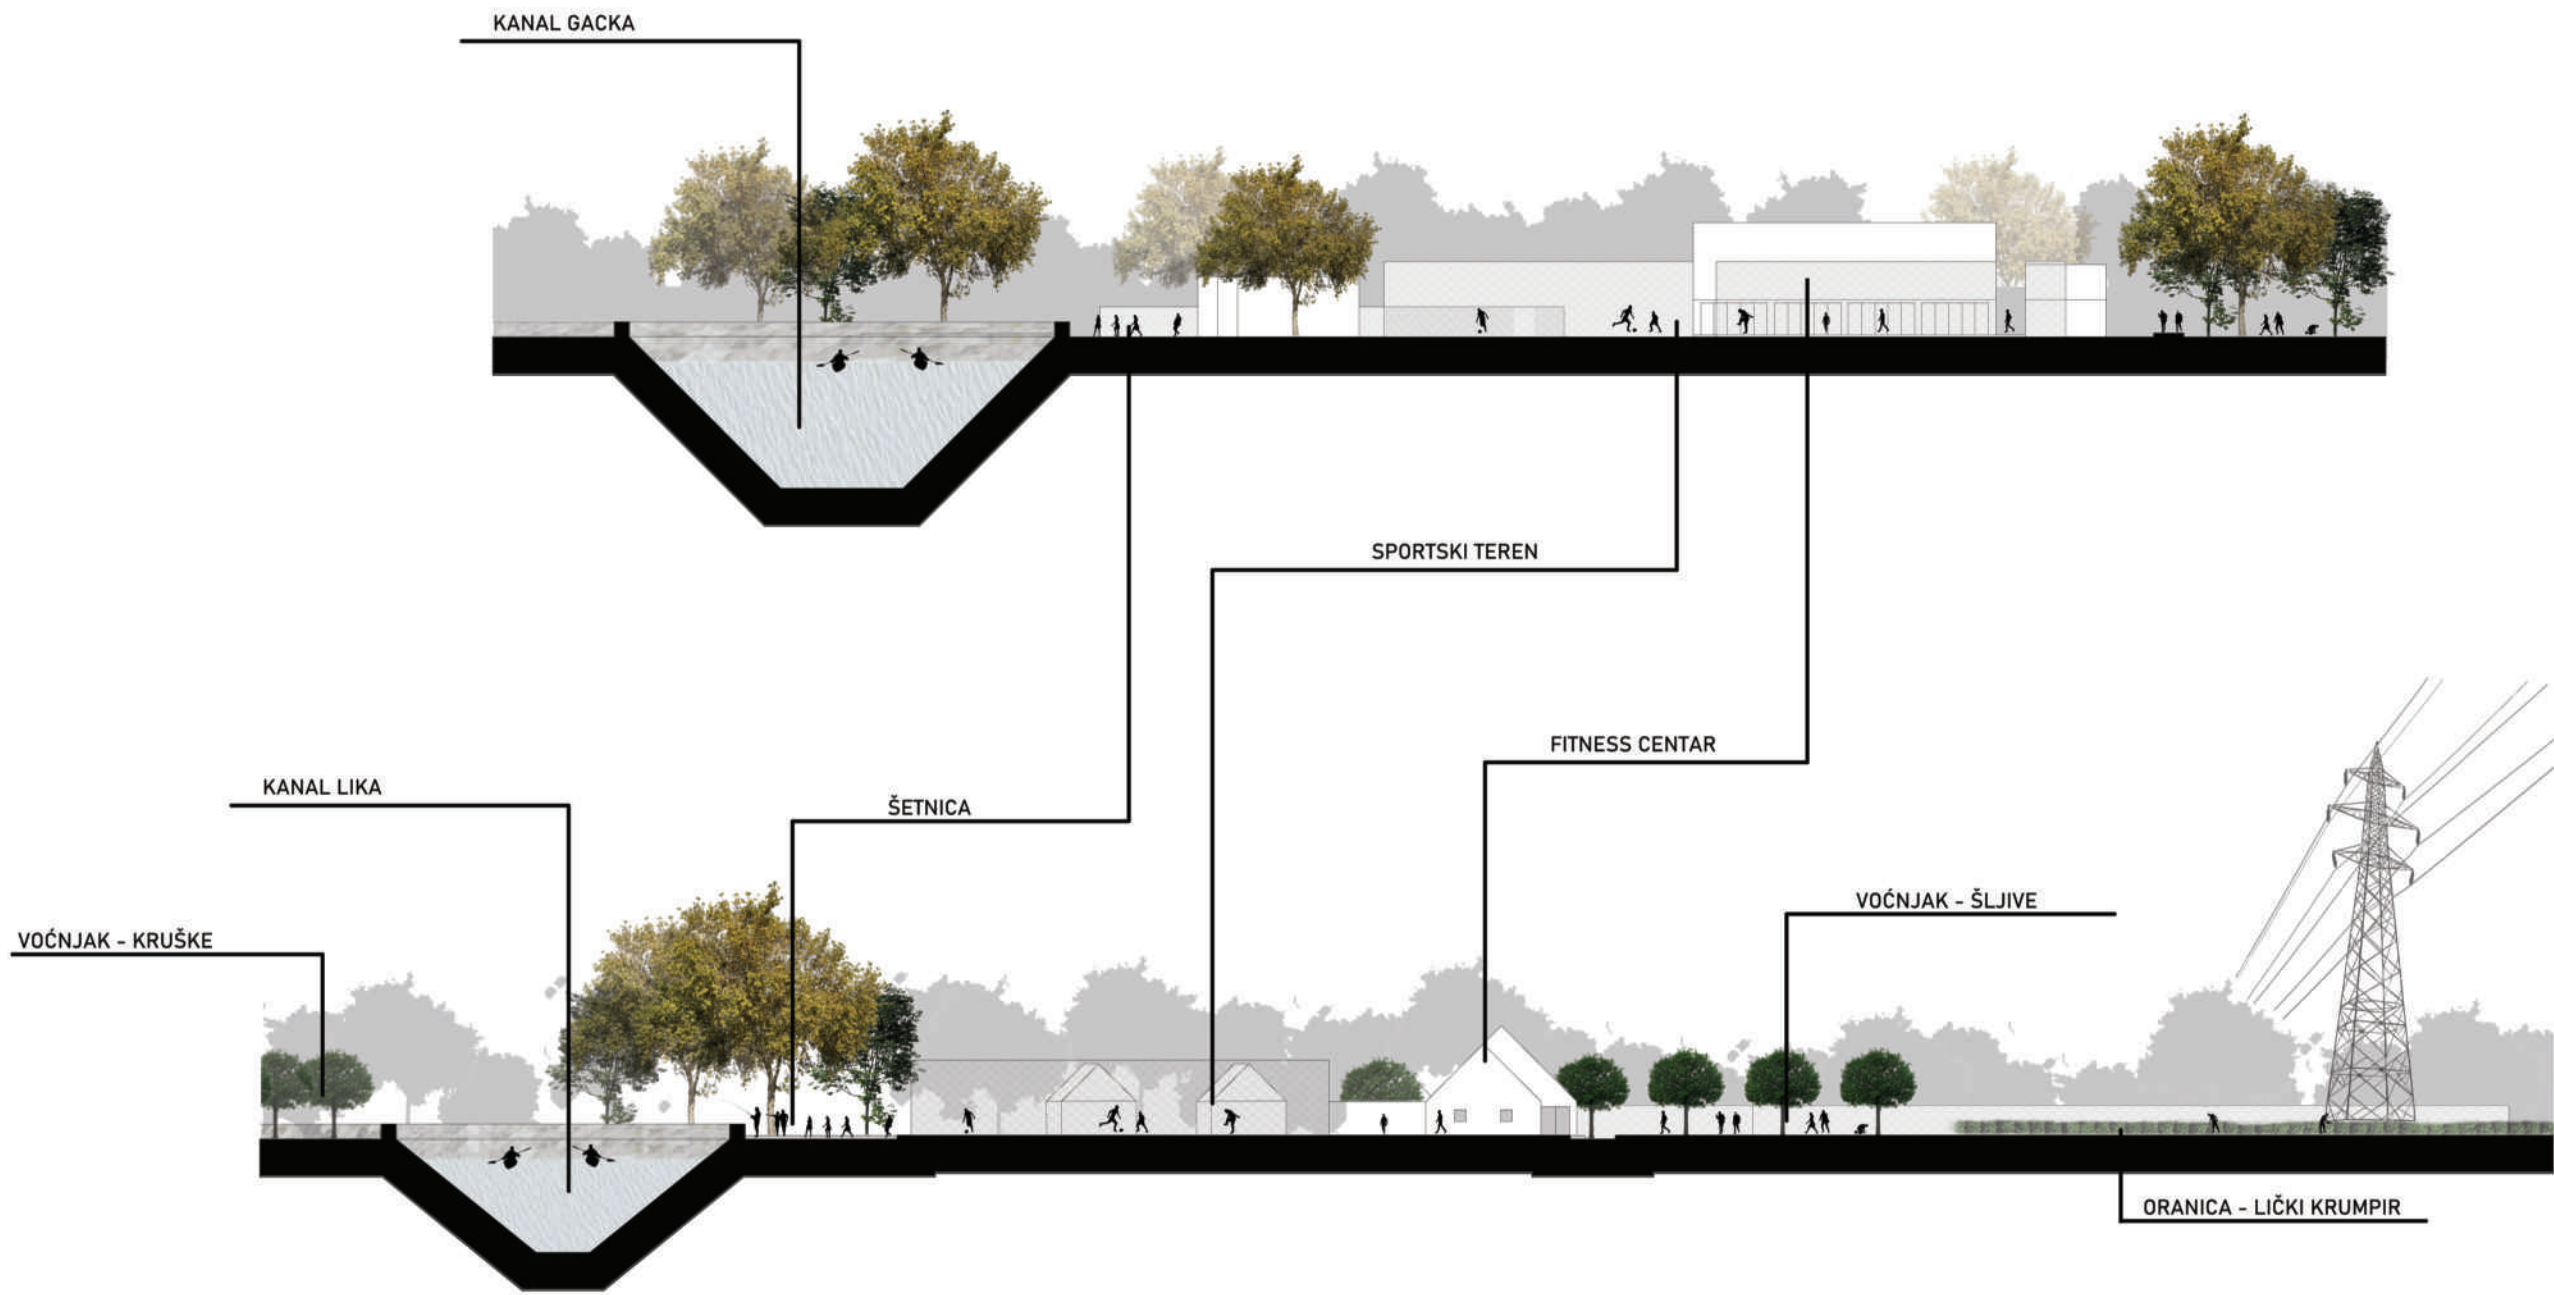 KANAL GACKA
SPORTSKI TEREN
FITNESS CENTAR
KANAL LIKA
ŠETNICA
VOĆNJAK - ŠLJIVE
VOĆNJAK - KRUŠKE
ORANICA - LIČKI KRUMPIR